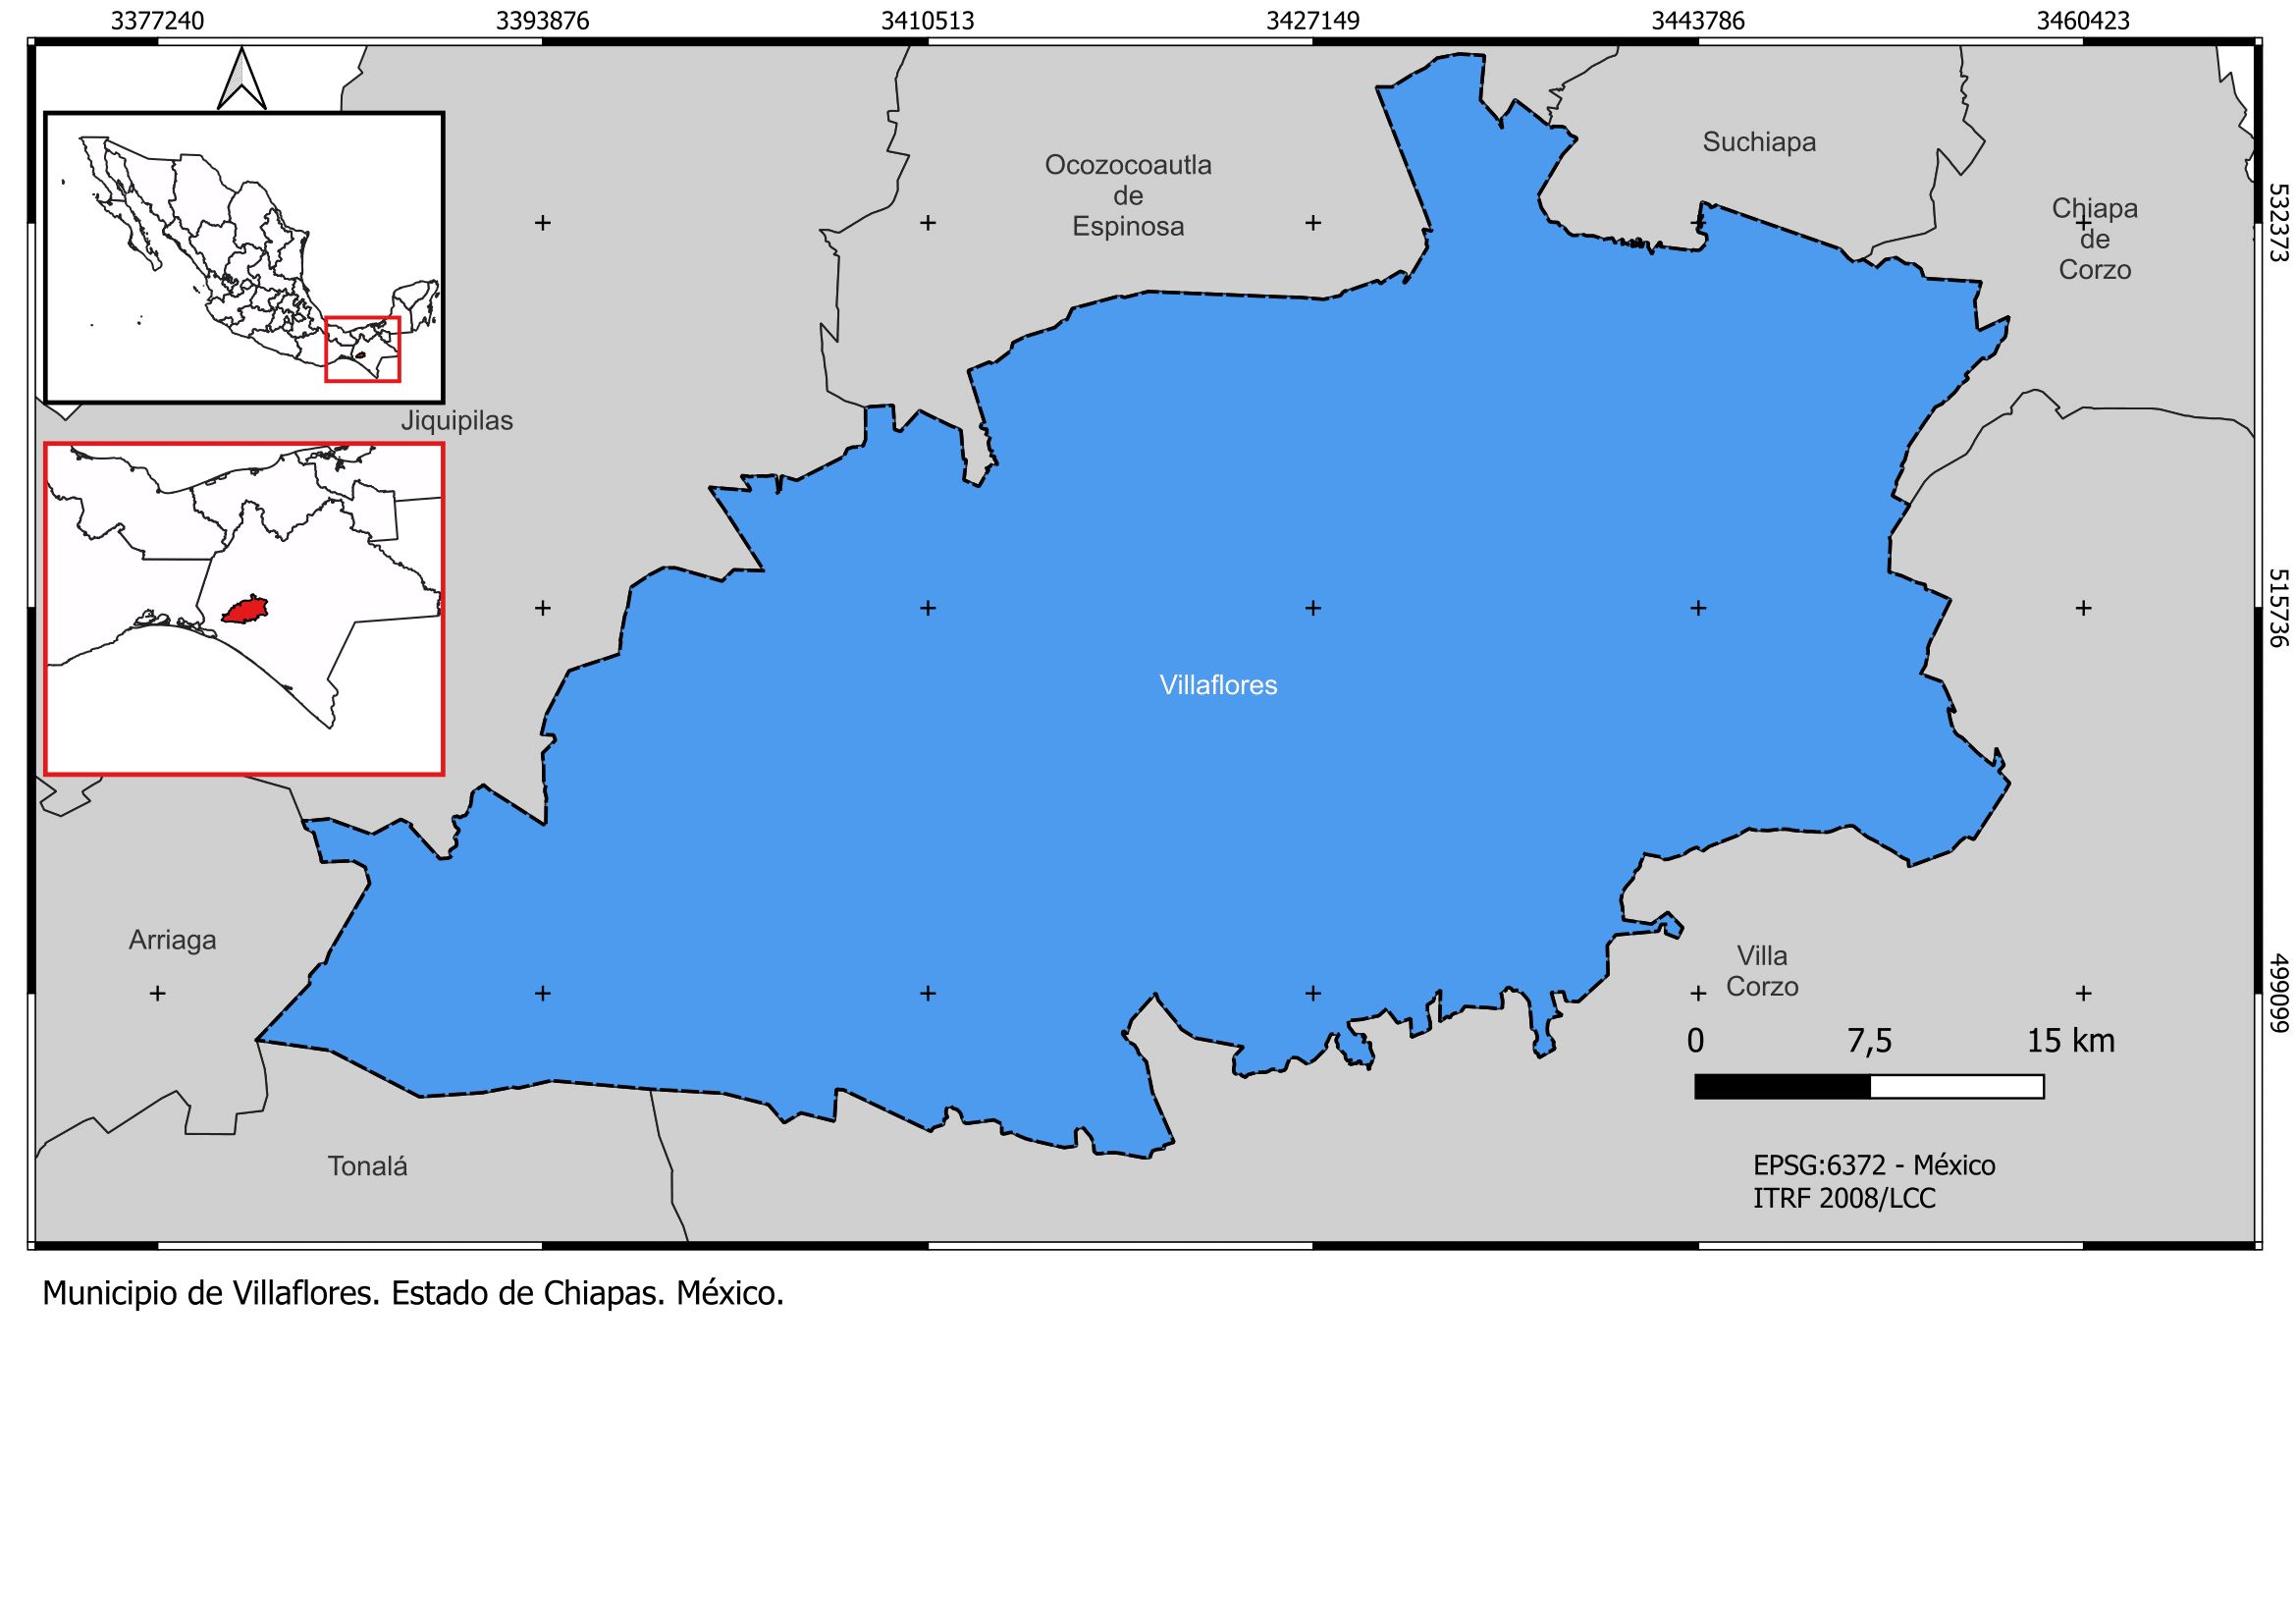 3377240 3393876 3410513 3427149 3443786 3460423
Suchiapa
Ocozocoautla
de
Espinosa
Chiapa
de
Corzo
532373
Jiquipilas
515736
Villaflores
Arriaga
Villa
Corzo
499099
0 7,5 15 km
Tonalá
EPSG:6372 - México
ITRF 2008/LCC
Municipio de Villaflores. Estado de Chiapas. México.